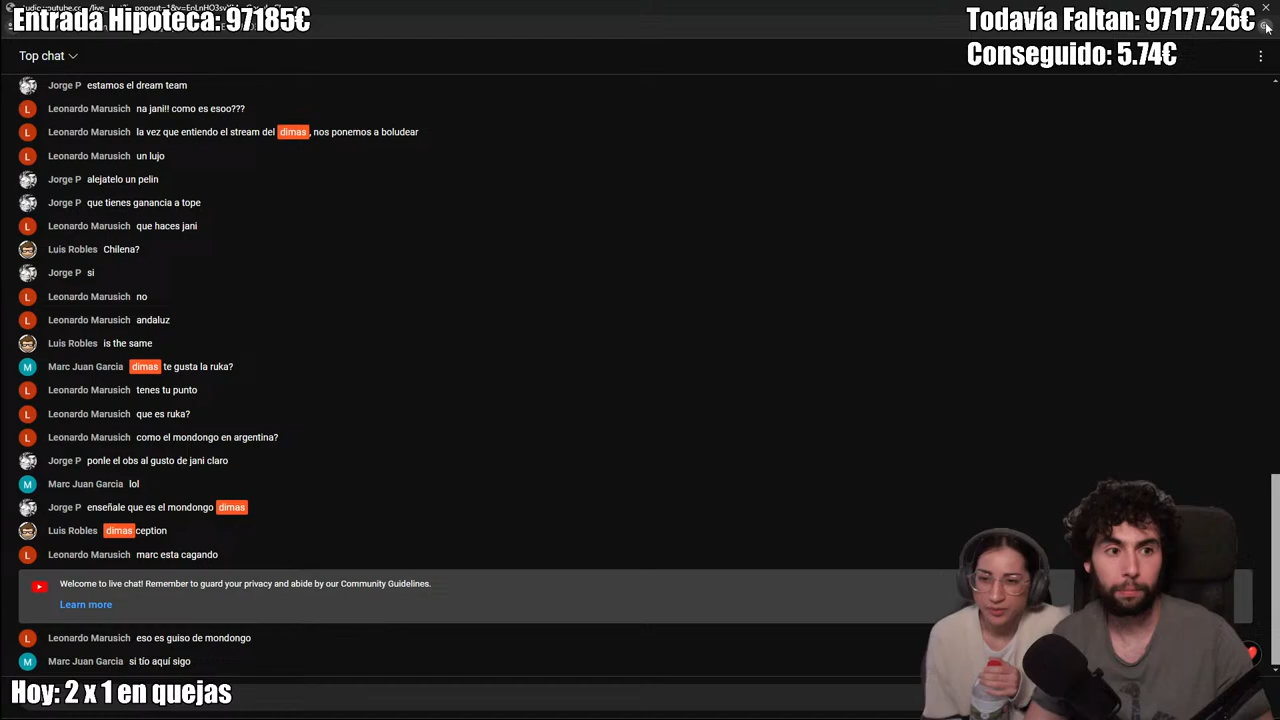 Entrada Hipoteca: 97185€
Todavía Faltan: 97177.26€
Conseguido: 5.74€
Top chat
Jorge P estamos el dream team
Leonardo Marusich na jani!! como es esoo???
Leonardo Marusich la vez que entiendo el stream del dimas, nos ponemos a boludear
Leonardo Marusich un lujo
Jorge P alejatelo un pelin
Jorge P que tienes ganancia a tope
Leonardo Marusich que haces jani
Luis Robles Chilena?
Jorge P si
Leonardo Marusich no
Leonardo Marusich andaluz
Luis Robles is the same
M Marc Juan Garcia dimas te gusta la ruka?
Leonardo Marusich tenes tu punto
Leonardo Marusich que es ruka?
Leonardo Marusich como el mondongo en argentina?
Jorge P ponle el obs al gusto de jani claro
Marc Juan Garcia lol
Jorge P enseñale que es el mondongo dimas
Luis Robles dimasception
Leonardo Marusich marc esta cagando
Welcome to live chat! Remember to guard your privacy and abide by our Community Guidelines.
Learn more
Leonardo Marusich eso es guiso de mondongo
Marc Juan Garcia si tío aquí sigo
Hoy: 2 x 1 en quejas